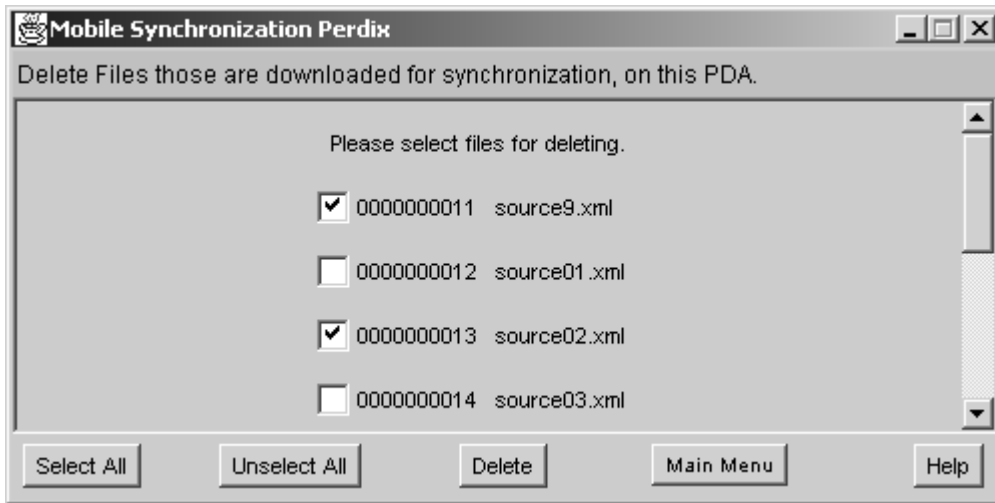 Mobile Synchronization Perdix
Delete Files those are downloaded for synchronization, on this PDA.
Please select files for deleting.
0000000011 source9.xml
0000000012 source01.xml
0000000013 source02.xml
0000000014 source03.xml
Select All Unselect All Delete Main Menu Help